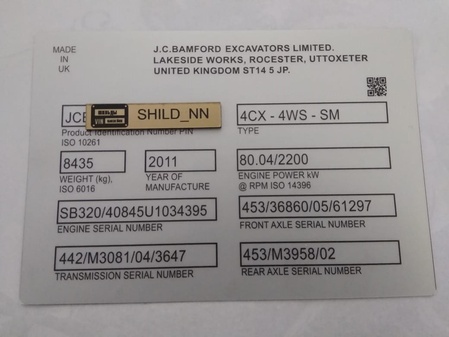 MADE
IN
UK
J.C.BAMFORD EXCAVATORS LIMITED.
LAKESIDE WORKS, ROCESTER, UTTOXETER
UNITED KINGDOM ST14 5 JP.
JCB
SHILD_NN
4CX - 4WS - SM
Product Identification Number PIN
ISO 10261
TYPE
8435
2011
80.04/2200
WEIGHT (kg),
ISO 6016
YEAR OF
MANUFACTURE
ENGINE POWER kW
@ RPM ISO 14396
SB320/40845U1034395
453/36860/05/61297
ENGINE SERIAL NUMBER
FRONT AXLE SERIAL NUMBER
442/M3081/04/3647
453/M3958/02
TRANSMISSION SERIAL NUMBER
REAR AXLE SERIAL NUMBER